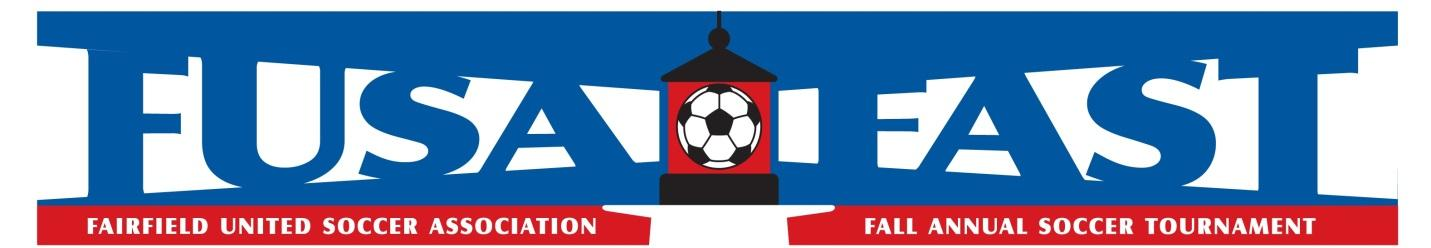 FUSA FAST
FAIRFIELD UNITED SOCCER ASSOCIATION FALL ANNUAL SOCCER TOURNAMENT